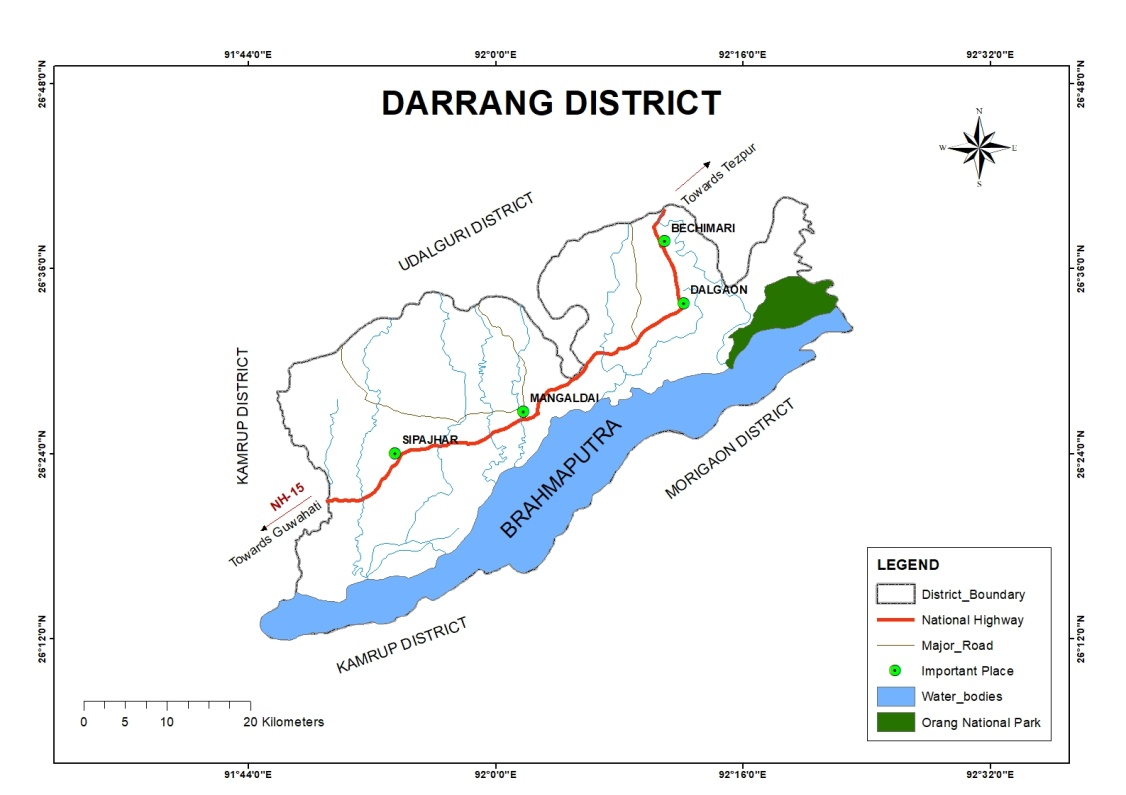 91°44'0"E 92°0'0"E 92°16'0"E 92°32'0"E
26°48'0"N 26°48'0"N
DARRANG DISTRICT
N
W E
S
Towards Tezpur
UDALGURI DISTRICT
BECHIMARI
26°36'0"N 26°36'0"N
DALGAON
KAMRUP DISTRICT
MANGALDAI
SIPAJHAR
26°24'0"N 26°24'0"N
BRAHMAPUTRA
MORIGAON DISTRICT
NH-15
Towards Guwahati
KAMRUP DISTRICT
26°12'0"N 26°12'0"N
LEGEND
District_Boundary
National Highway
Major_Road
Important Place
Water_bodies
Orang National Park
0 5 10 20 Kilometers
91°44'0"E 92°0'0"E 92°16'0"E 92°32'0"E